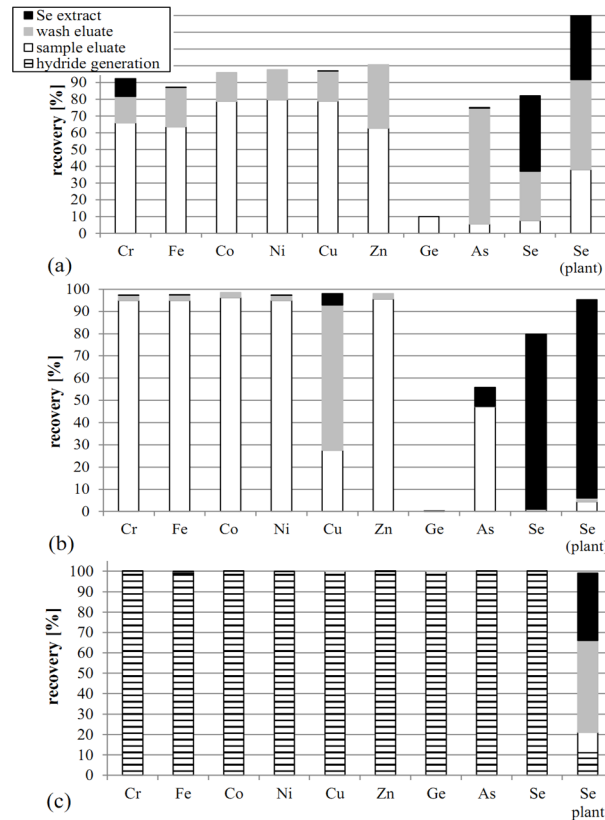 Se extract
wash eluate
sample eluate
hydride generation
recovery [%]
90
80
70
60
50
40
30
20
10
0
Cr Fe Co Ni Cu Zn Ge As Se Se
(plant)
(a)
recovery [%]
100
90
80
70
60
50
40
30
20
10
0
Cr Fe Co Ni Cu Zn Ge As Se Se
(plant)
(b)
recovery [%]
100
90
80
70
60
50
40
30
20
10
0
Cr Fe Co Ni Cu Zn Ge As Se Se
plant
(c)